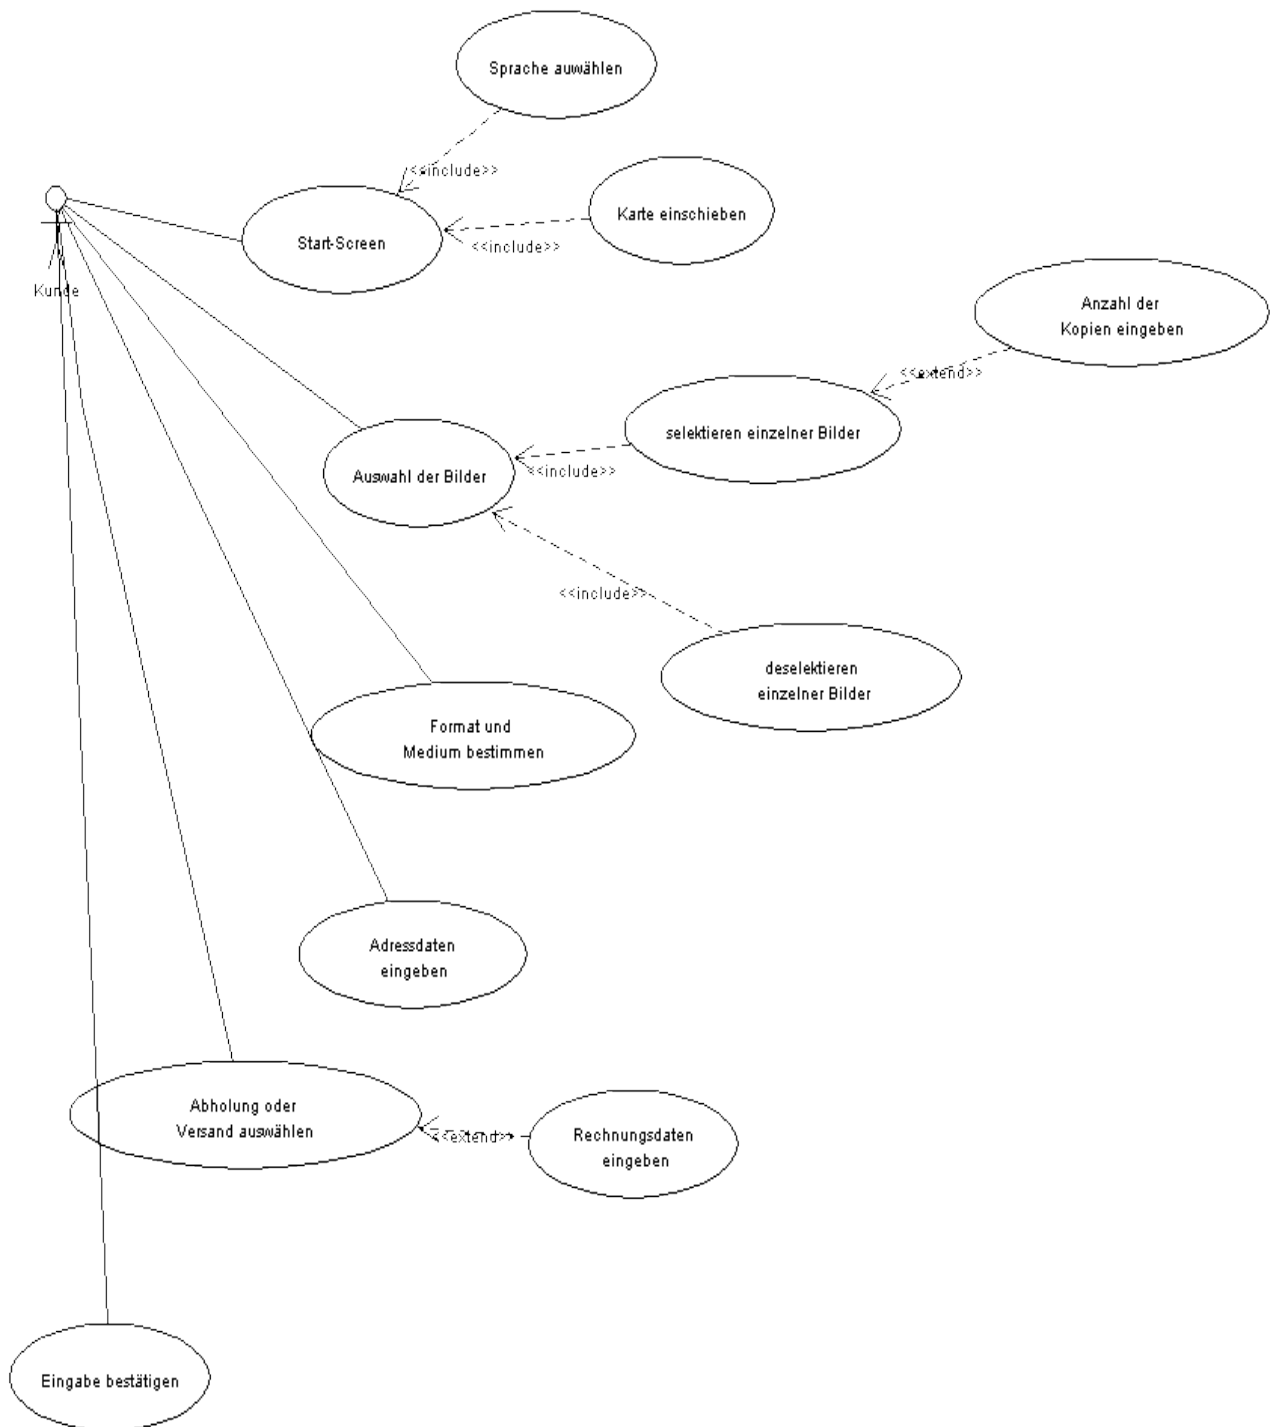 Sprache auwählen
<<include>>
Karte einschieben
Start-Screen
<<include>>
Kunde
Anzahl der
Kopien eingeben
<<extend>>
selektieren einzelner Bilder
Auswahl der Bilder
<<include>>
<<include>>
deselektieren
einzelner Bilder
Format und
Medium bestimmen
Adressdaten
eingeben
Abholung oder
Versand auswählen
<<extend>>
Rechnungsdaten
eingeben
Eingabe bestätigen